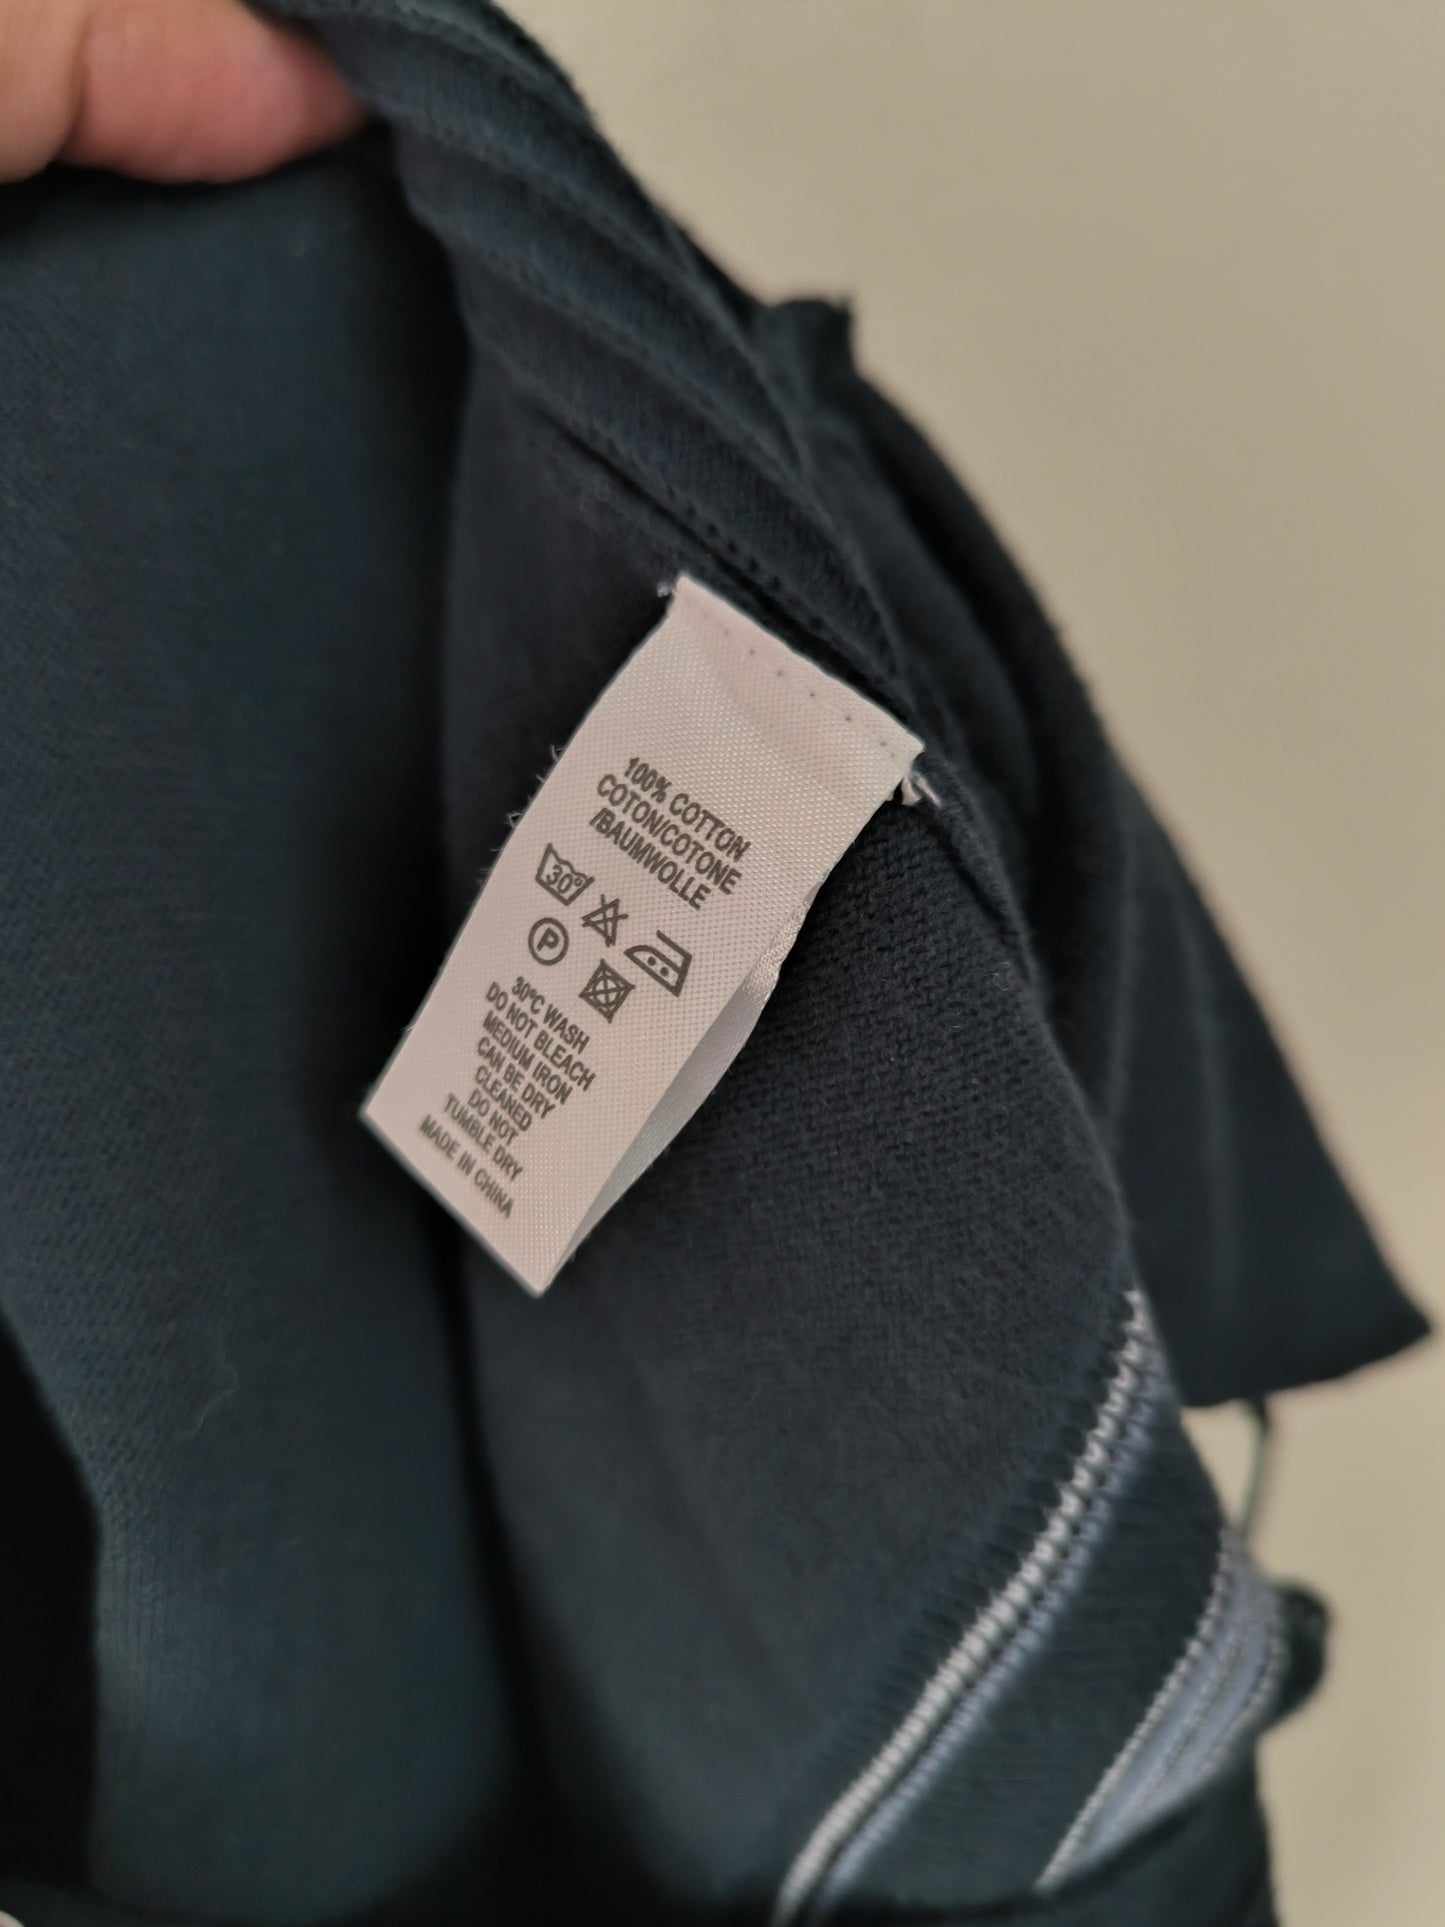 100% COTTON
COTON/COTONE
/BAUMWOLLE
30°
P
30°C WASH
DO NOT BLEACH
MEDIUM IRON
CAN BE DRY
CLEANED
DO NOT
TUMBLE DRY
MADE IN CHINA